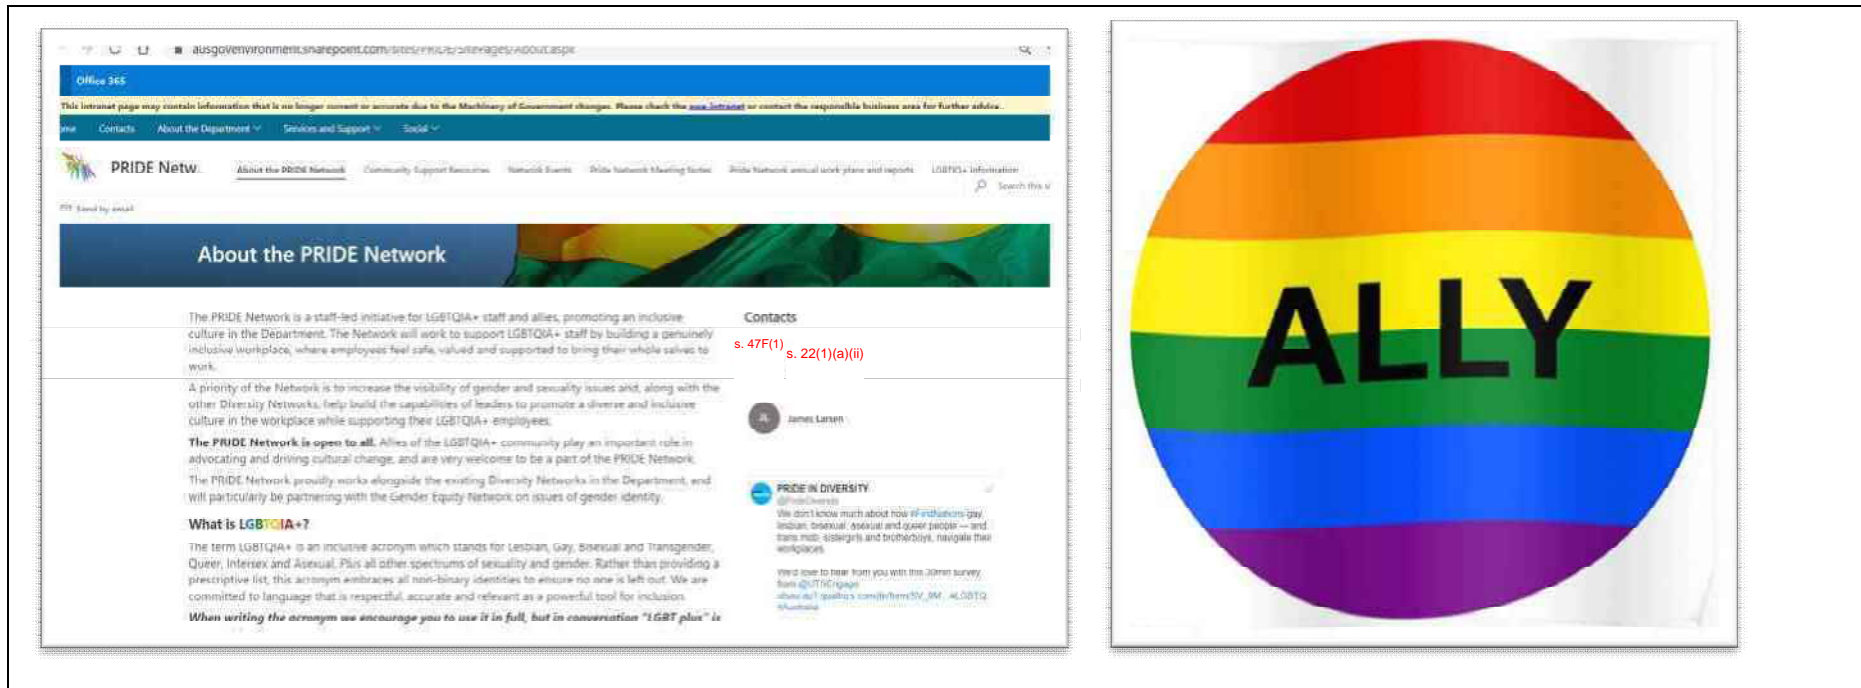 ausgovenvironment.sharepoint.com/sites/PRIDE/SitePages/About.aspx
Office 365
This intranet page may contain information that is no longer current or accurate due to the Machinery of Government changes. Please check the new intranet or contact the responsible business area for further advice.
ome Contacts About the Department Services and Support Social
PRIDE Netw. About the PRIDE Network Community Support Resources Network Events Pride Network Meeting Notes Pride Network annual work plans and reports LGBTIQ+ Information
Search this s
Send by email
About the PRIDE Network
The PRIDE Network is a staff-led initiative for LGBTQIA+ staff and allies, promoting an inclusive
culture in the Department. The Network will work to support LGBTQIA+ staff by building a genuinely
inclusive workplace, where employees feel safe, valued and supported to bring their whole selves to
work.
A priority of the Network is to increase the visibility of gender and sexuality issues and, along with the
other Diversity Networks, help build the capabilities of leaders to promote a diverse and inclusive
culture in the workplace while supporting their LGBTQIA+ employees.
The PRIDE Network is open to all. Allies of the LGBTQIA+ community play an important role in
advocating and driving cultural change, and are very welcome to be a part of the PRIDE Network.
The PRIDE Network proudly works alongside the existing Diversity Networks in the Department, and
will particularly be partnering with the Gender Equity Network on issues of gender identity.
What is LGBTQIA+?
The term LGBTQIA+ is an inclusive acronym which stands for Lesbian, Gay, Bisexual and Transgender,
Queer, Intersex and Asexual. Plus all other spectrums of sexuality and gender. Rather than providing a
prescriptive list, this acronym embraces all non-binary identities to ensure no one is left out. We are
committed to language that is respectful, accurate and relevant as a powerful tool for inclusion.
When writing the acronym we encourage you to use it in full, but in conversation "LGBT plus" is
Contacts
s. 47F(1)
s. 22(1)(a)(ii)
JL
James Larsen
PRIDE IN DIVERSITY
@PrideDiversity
We don't know much about how #FirstNations gay,
lesbian, bisexual, asexual and queer people — and
trans mob, sistergirls and brotherboys, navigate their
workplaces.
We'd love to hear from you with this 30min survey
from @UTSEngage
#LGBTQ
#Australia
ALLY